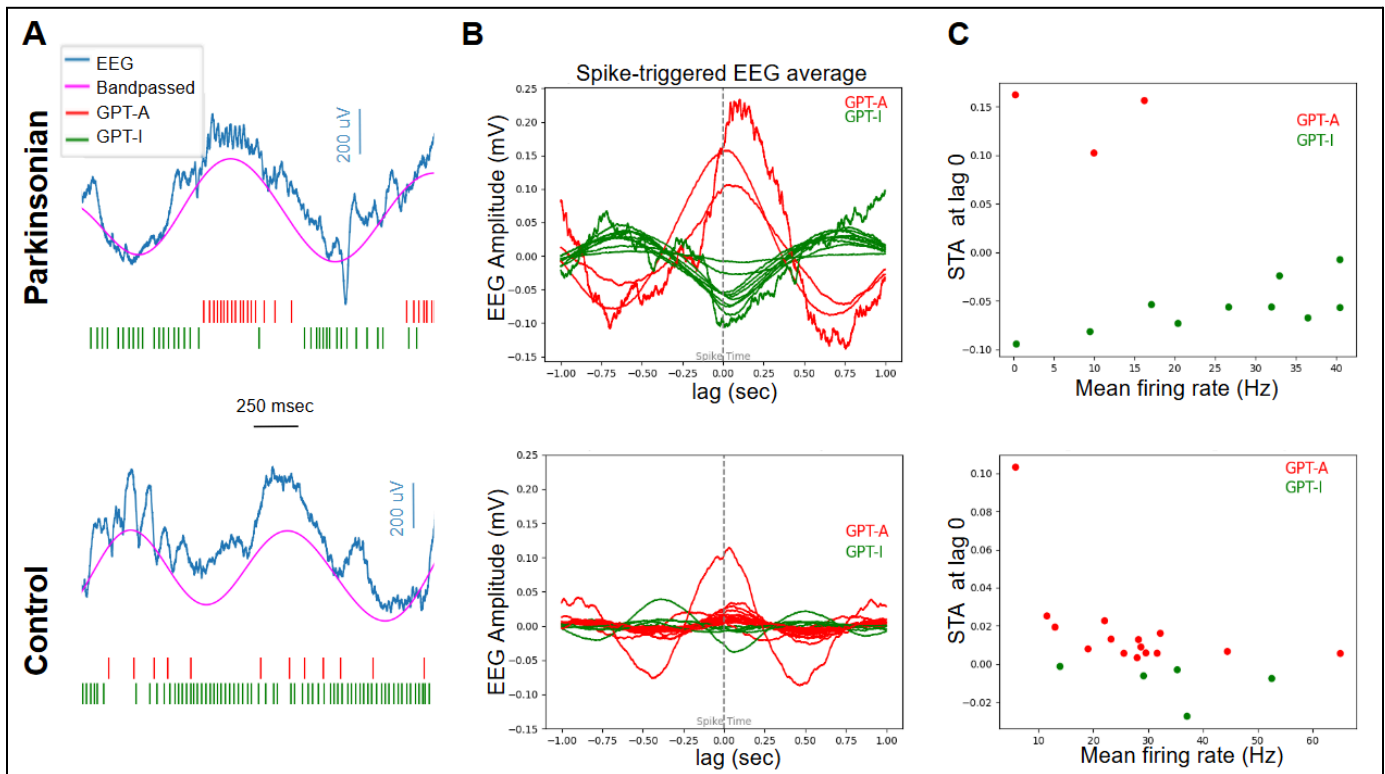 A
EEG
Bandpassed
GPT-A
GPT-I
200 uV
Parkinsonian
250 msec
200 uV
Control
B
Spike-triggered EEG average
GPT-A
GPT-I
0.25
0.20
0.15
0.10
0.05
0.00
−0.05
−0.10
−0.15
EEG Amplitude (mV)
Spike Time
−1.00 −0.75 −0.50 −0.25 0.00 0.25 0.50 0.75 1.00
lag (sec)
0.25
0.20
0.15
0.10
0.05
0.00
−0.05
−0.10
−0.15
EEG Amplitude (mV)
GPT-A
GPT-I
Spike Time
−1.00 −0.75 −0.50 −0.25 0.00 0.25 0.50 0.75 1.00
lag (sec)
C
GPT-A
GPT-I
0.15
0.10
0.05
0.00
−0.05
−0.10
STA at lag 0
0 5 10 15 20 25 30 35 40
Mean firing rate (Hz)
GPT-A
GPT-I
0.10
0.08
0.06
0.04
0.02
0.00
−0.02
STA at lag 0
10 20 30 40 50 60
Mean firing rate (Hz)